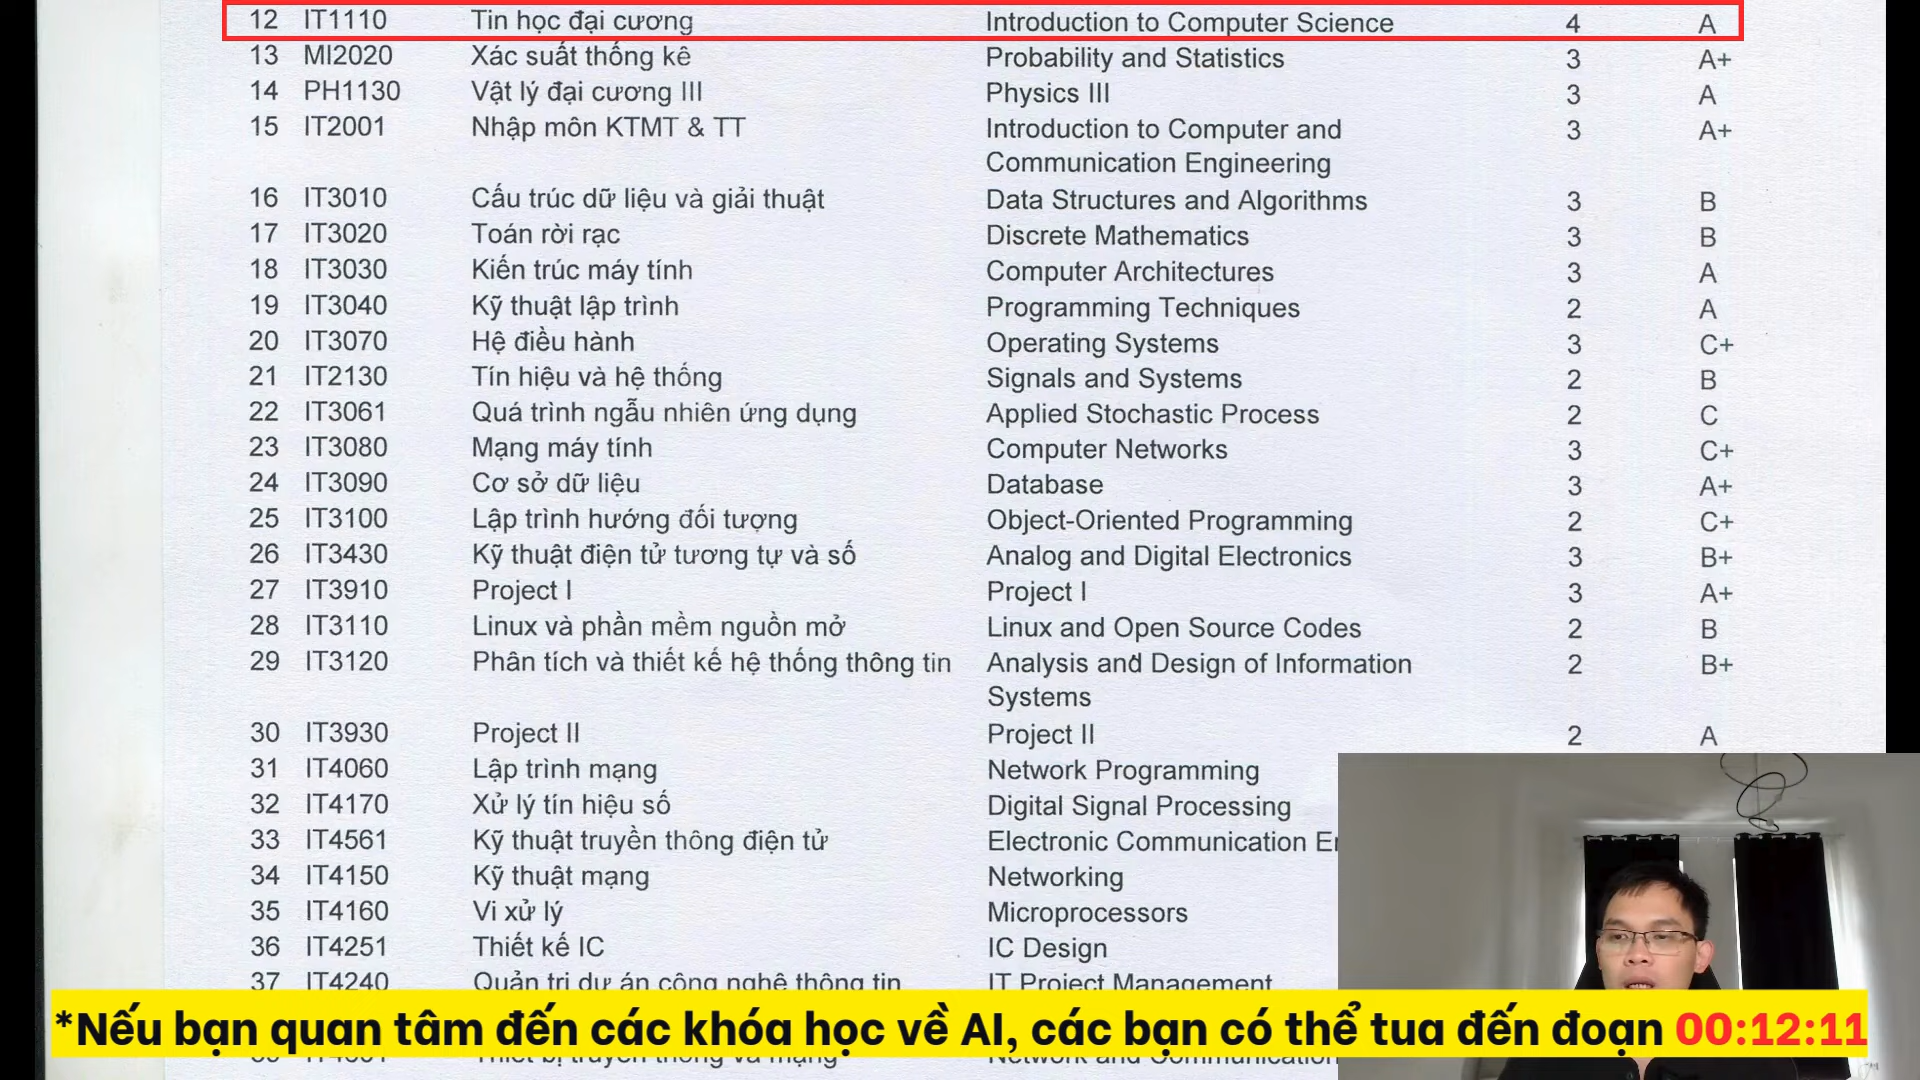 12 IT1110 Tin học đại cương Introduction to Computer Science 4 A
13 MI2020 Xác suất thống kê Probability and Statistics 3 A+
14 PH1130 Vật lý đại cương III Physics III 3 A
15 IT2001 Nhập môn KTMT & TT Introduction to Computer and 3 A+
Communication Engineering
16 IT3010 Cấu trúc dữ liệu và giải thuật Data Structures and Algorithms 3 B
17 IT3020 Toán rời rạc Discrete Mathematics 3 B
18 IT3030 Kiến trúc máy tính Computer Architectures 3 A
19 IT3040 Kỹ thuật lập trình Programming Techniques 2 A
20 IT3070 Hệ điều hành Operating Systems 3 C+
21 IT2130 Tín hiệu và hệ thống Signals and Systems 2 B
22 IT3061 Quá trình ngẫu nhiên ứng dụng Applied Stochastic Process 2 C
23 IT3080 Mạng máy tính Computer Networks 3 C+
24 IT3090 Cơ sở dữ liệu Database 3 A+
25 IT3100 Lập trình hướng đối tượng Object-Oriented Programming 2 C+
26 IT3430 Kỹ thuật điện tử tương tự và số Analog and Digital Electronics 3 B+
27 IT3910 Project I Project I 3 A+
28 IT3110 Linux và phần mềm nguồn mở Linux and Open Source Codes 2 B
29 IT3120 Phân tích và thiết kế hệ thống thông tin Analysis and Design of Information 2 B+
Systems
30 IT3930 Project II Project II 2 A
31 IT4060 Lập trình mạng Network Programming
32 IT4170 Xử lý tín hiệu số Digital Signal Processing
33 IT4561 Kỹ thuật truyền thông điện tử Electronic Communication
34 IT4150 Kỹ thuật mạng Networking
35 IT4160 Vi xử lý Microprocessors
36 IT4251 Thiết kế IC IC Design
37 IT4240 Quản trị dự án công nghệ thông tin IT Project Management
*Nếu bạn quan tâm đến các khóa học về AI, các bạn có thể tua đến đoạn 00:12:11